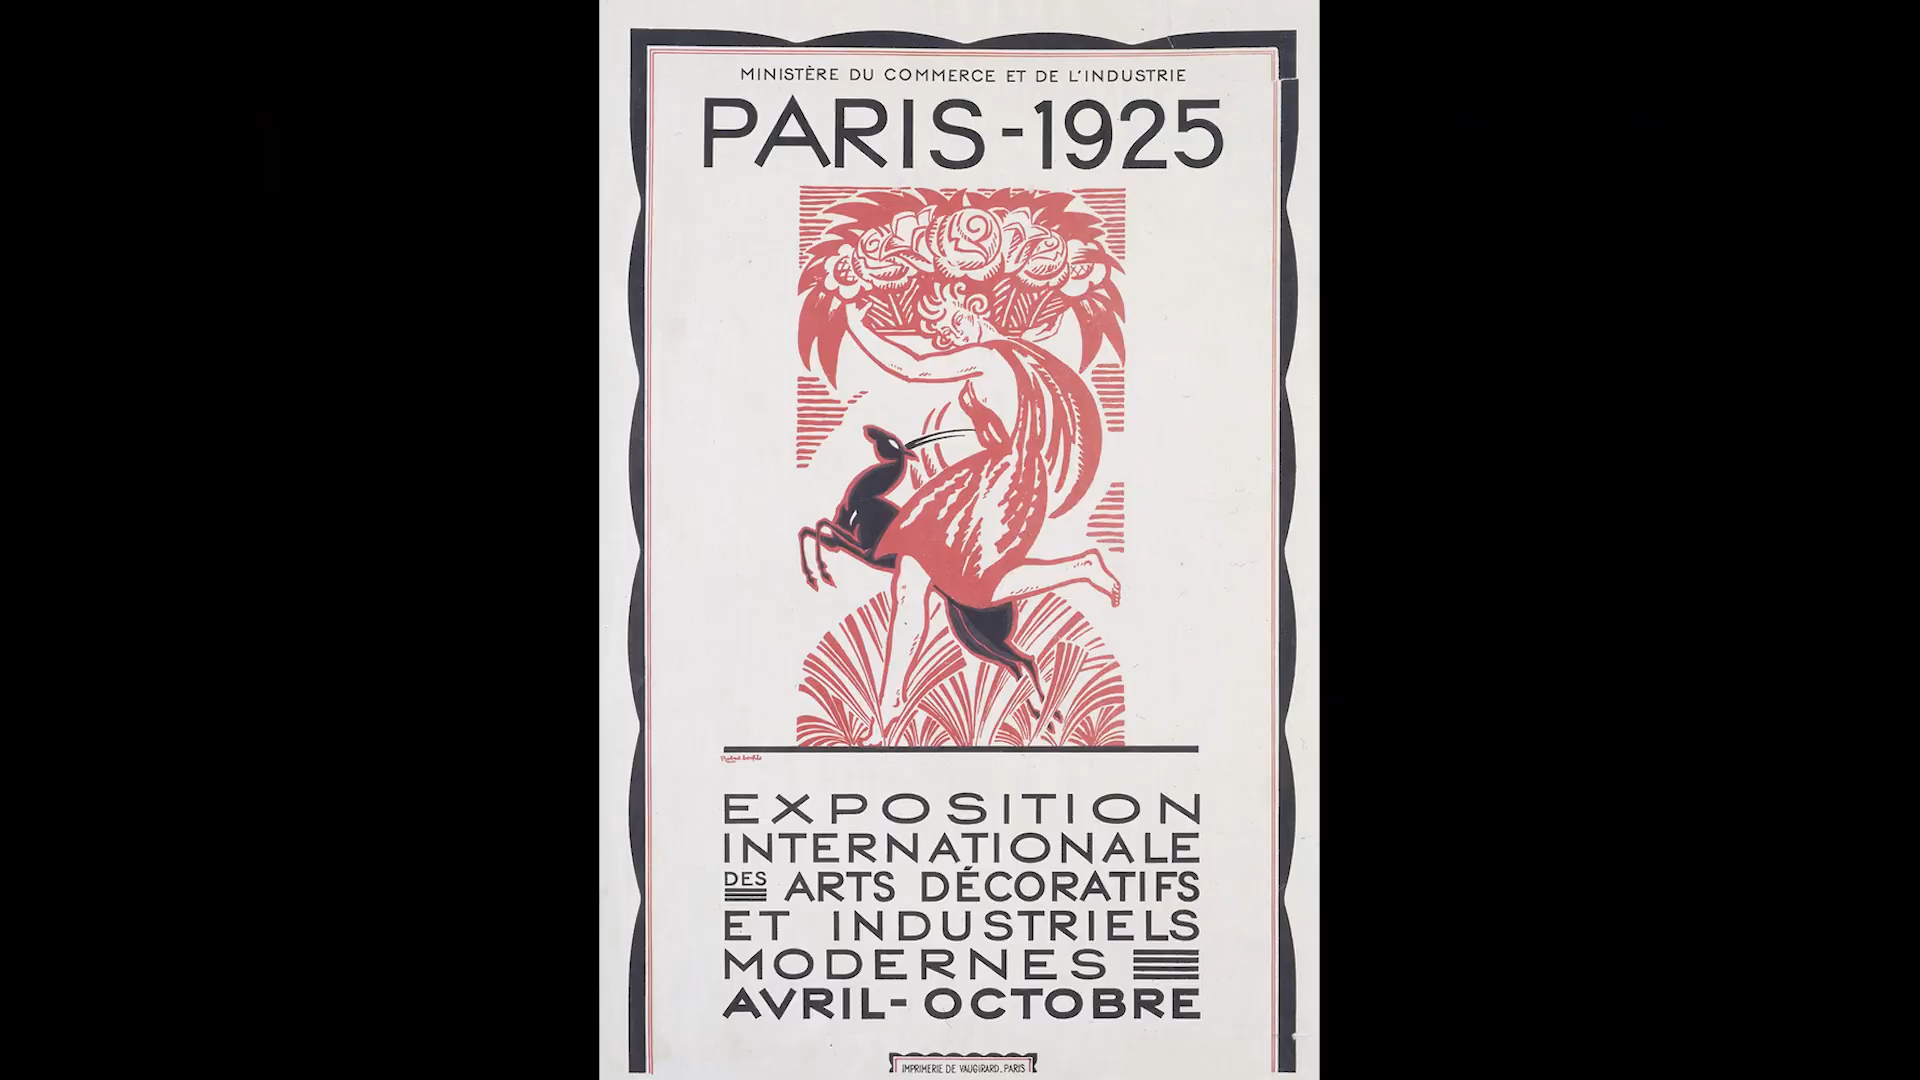 MINISTÈRE DU COMMERCE ET DE L'INDUSTRIE
PARIS-1925
EXPOSITION
INTERNATIONALE
DES ARTS DÉCORATIFS
ET INDUSTRIELS
MODERNES
AVRIL-OCTOBRE
IMPRIMERIE DE VAUGIRARD. PARIS